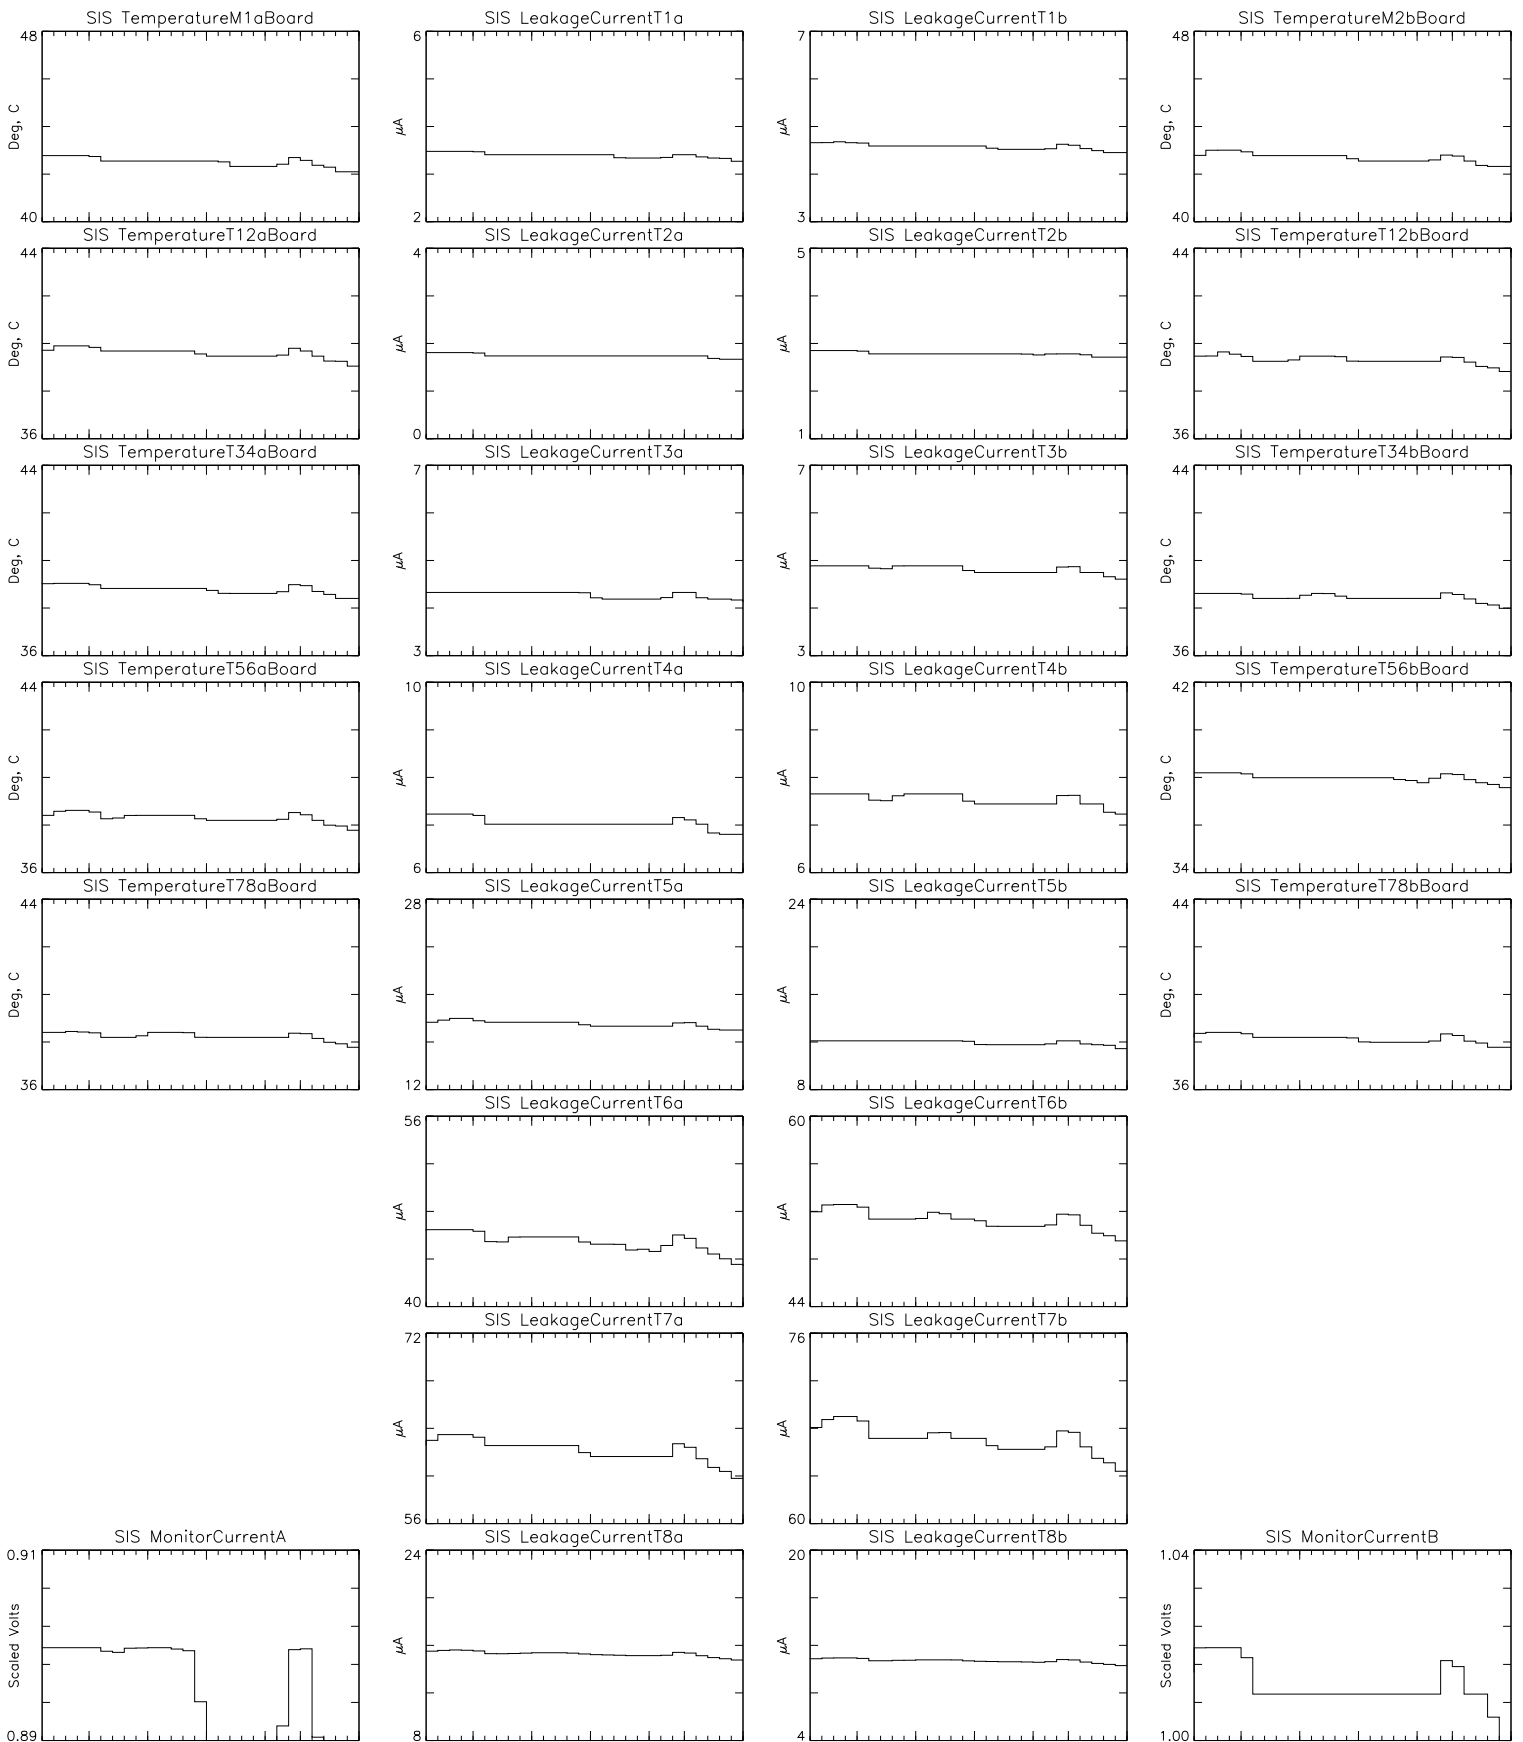 SIS TemperatureM1aBoard
48
Deg, C
40
SIS LeakageCurrentT1a
6
μA
2
SIS LeakageCurrentT1b
7
μA
3
SIS TemperatureM2bBoard
48
Deg, C
40
SIS TemperatureT12aBoard
44
Deg, C
36
SIS LeakageCurrentT2a
4
μA
0
SIS LeakageCurrentT2b
5
μA
1
SIS TemperatureT12bBoard
44
Deg, C
36
SIS TemperatureT34aBoard
44
Deg, C
36
SIS LeakageCurrentT3a
7
μA
3
SIS LeakageCurrentT3b
7
μA
3
SIS TemperatureT34bBoard
44
Deg, C
36
SIS TemperatureT56aBoard
44
Deg, C
36
SIS LeakageCurrentT4a
10
μA
6
SIS LeakageCurrentT4b
10
μA
6
SIS TemperatureT56bBoard
42
Deg, C
34
SIS TemperatureT78aBoard
44
Deg, C
36
SIS LeakageCurrentT5a
28
μA
12
SIS LeakageCurrentT5b
24
μA
8
SIS TemperatureT78bBoard
44
Deg, C
36
SIS LeakageCurrentT6a
56
μA
40
SIS LeakageCurrentT6b
60
μA
44
SIS LeakageCurrentT7a
72
μA
56
SIS LeakageCurrentT7b
76
μA
60
SIS MonitorCurrentA
0.91
Scaled Volts
0.89
SIS LeakageCurrentT8a
24
μA
8
SIS LeakageCurrentT8b
20
μA
4
SIS MonitorCurrentB
1.04
Scaled Volts
1.00